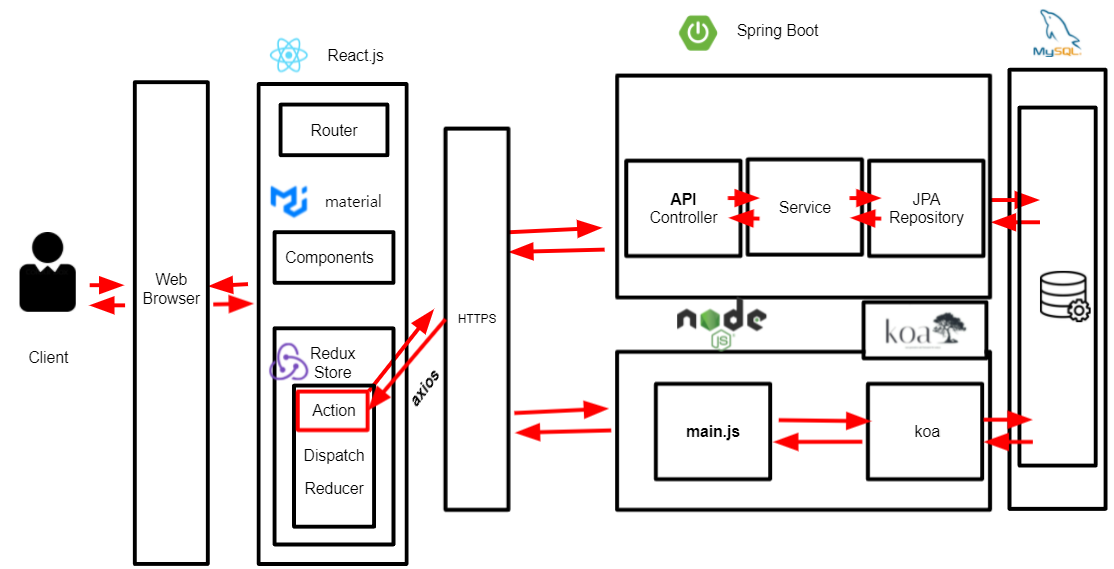 Client
Web
Browser
React.js
Router
material
Components
Redux
Store
Action
Dispatch
Reducer
axios
HTTPS
Spring Boot
API
Controller
Service
JPA
Repository
node
JS
koa
main.js
koa
MySQL